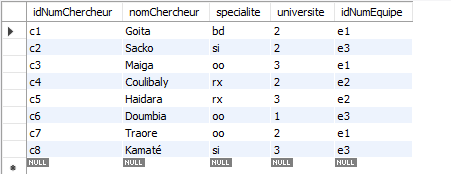 idNumChercheur nomChercheur specialite universite idNumEquipe
c1 Goita bd 2 e1
c2 Sacko si 2 e3
c3 Maiga oo 3 e1
c4 Coulibaly rx 2 e2
c5 Haidara rx 3 e2
c6 Doumbia oo 1 e3
c7 Traore oo 2 e1
c8 Kamaté si 3 e3
NULL NULL NULL NULL NULL